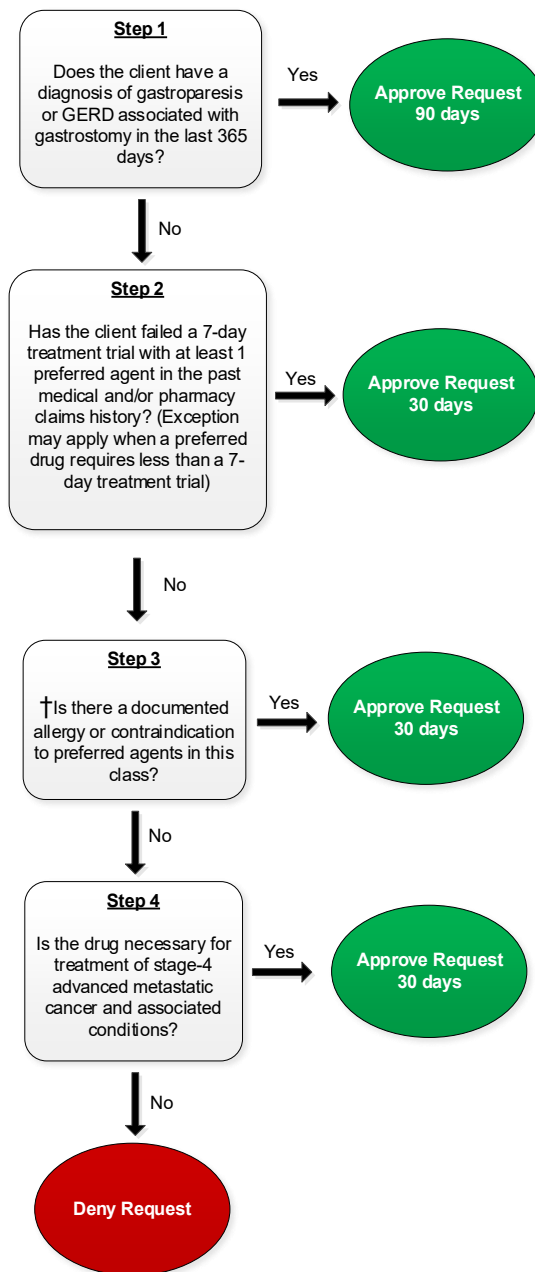 Step 1
Does the client have a
diagnosis of gastroparesis
or GERD associated with
gastrostomy in the last 365
days?
Yes
Approve Request
90 days
No
Step 2
Has the client failed a 7-day
treatment trial with at least 1
preferred agent in the past
medical and/or pharmacy
claims history? (Exception
may apply when a preferred
drug requires less than a 7-
day treatment trial)
Yes
Approve Request
30 days
No
Step 3
†Is there a documented
allergy or contraindication
to preferred agents in this
class?
Yes
Approve Request
30 days
No
Step 4
Is the drug necessary for
treatment of stage-4
advanced metastatic
cancer and associated
conditions?
Yes
Approve Request
30 days
No
Deny Request